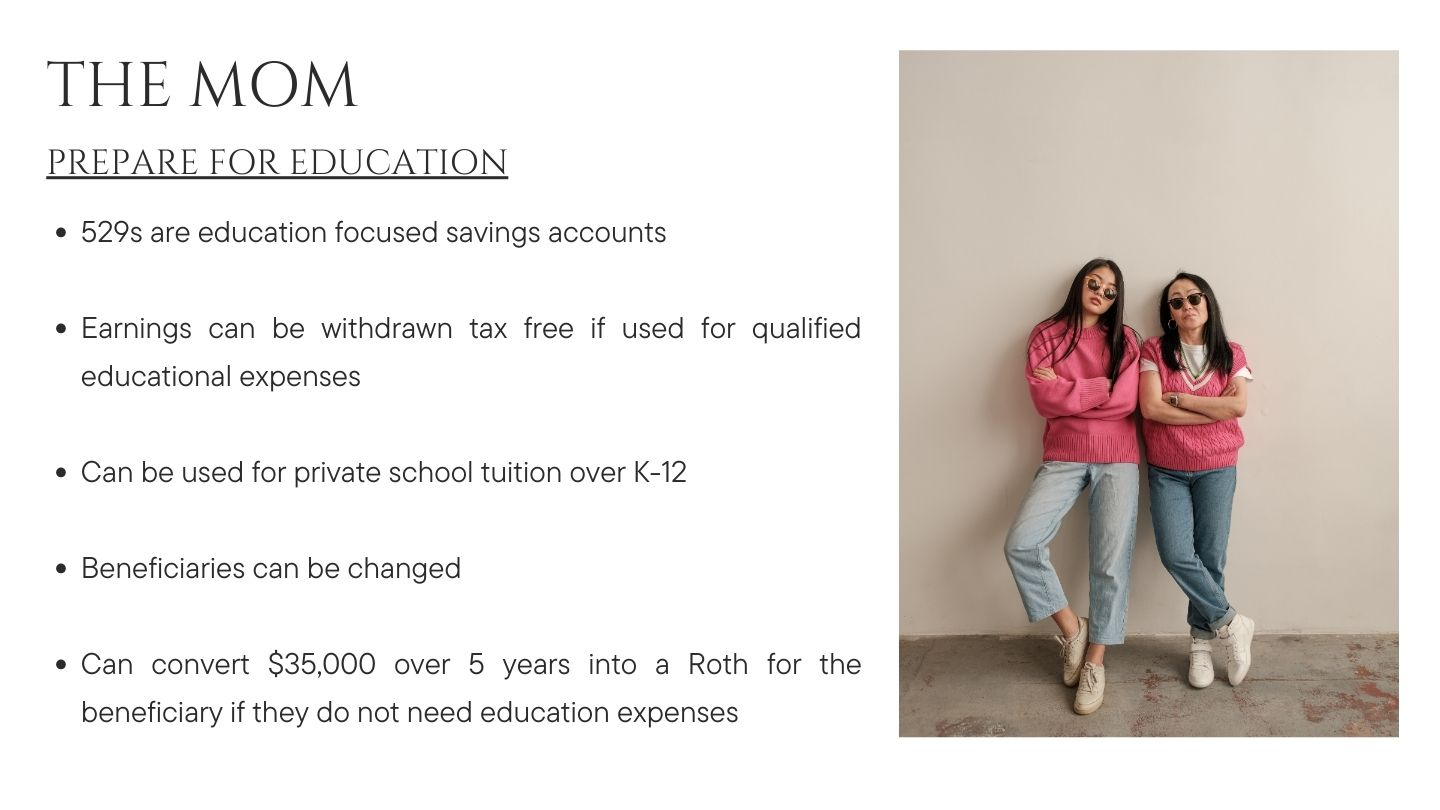 THE MOM
PREPARE FOR EDUCATION
• 529s are education focused savings accounts
• Earnings can be withdrawn tax free if used for qualified
educational expenses
• Can be used for private school tuition over K-12
• Beneficiaries can be changed
• Can convert $35,000 over 5 years into a Roth for the
beneficiary if they do not need education expenses